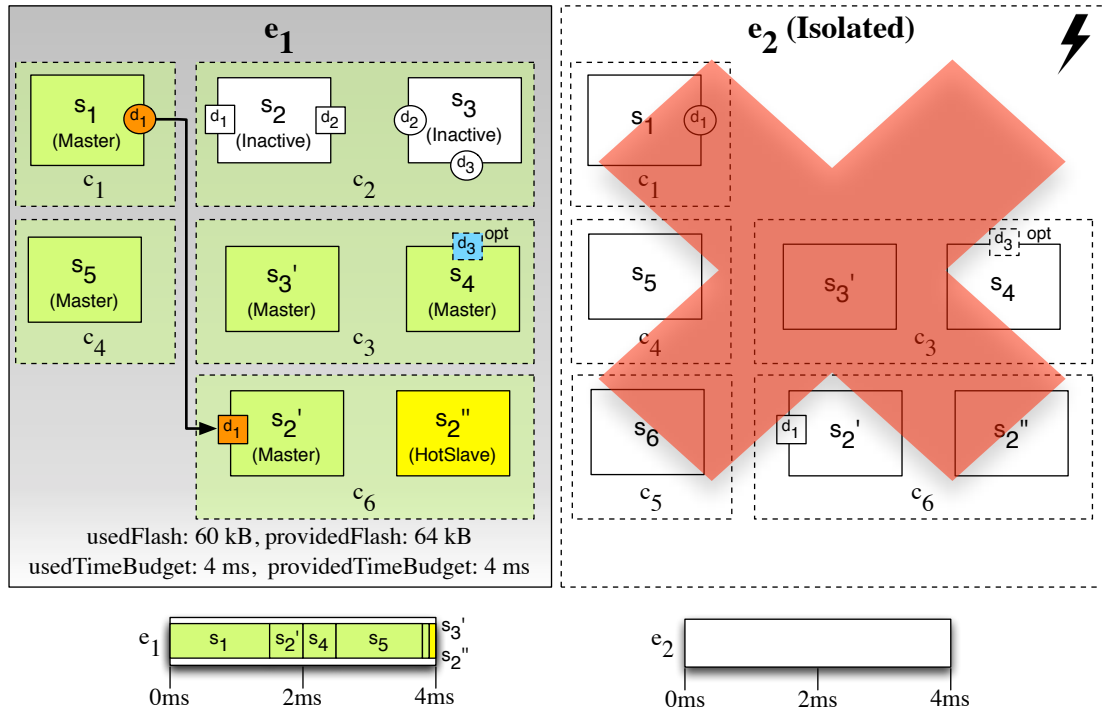 e1
s1
(Master)
d1
c1
d1
s2
(Inactive)
d2
d2
s3
(Inactive)
d3
c2
s5
(Master)
c4
s3'
(Master)
d3
opt
s4
(Master)
c3
d1
s2'
(Master)
s2''
(HotSlave)
c6
usedFlash: 60 kB, providedFlash: 64 kB
usedTimeBudget: 4 ms, providedTimeBudget: 4 ms
e2 (Isolated)
s1
d1
c1
s5
c4
s3'
d3
opt
s4
c3
s6
c5
d1
s2'
s2''
c6
e1
s1
s2'
s4
s5
s3'
s2''
0ms
2ms
4ms
e2
0ms
2ms
4ms